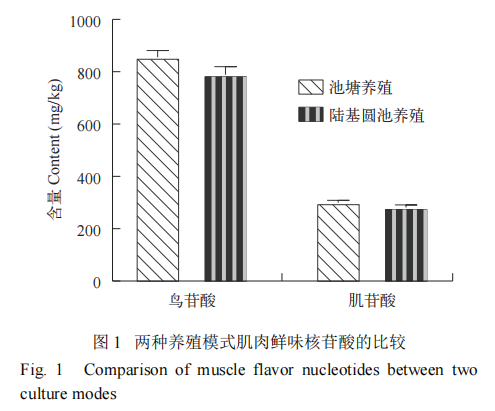 1000
800
600
400
200
0
含量 Content (mg/kg)
池塘养殖
陆基圆池养殖
鸟苷酸
肌苷酸
图 1 两种养殖模式肌肉鲜味核苷酸的比较
Fig. 1 Comparison of muscle flavor nucleotides between two
culture modes